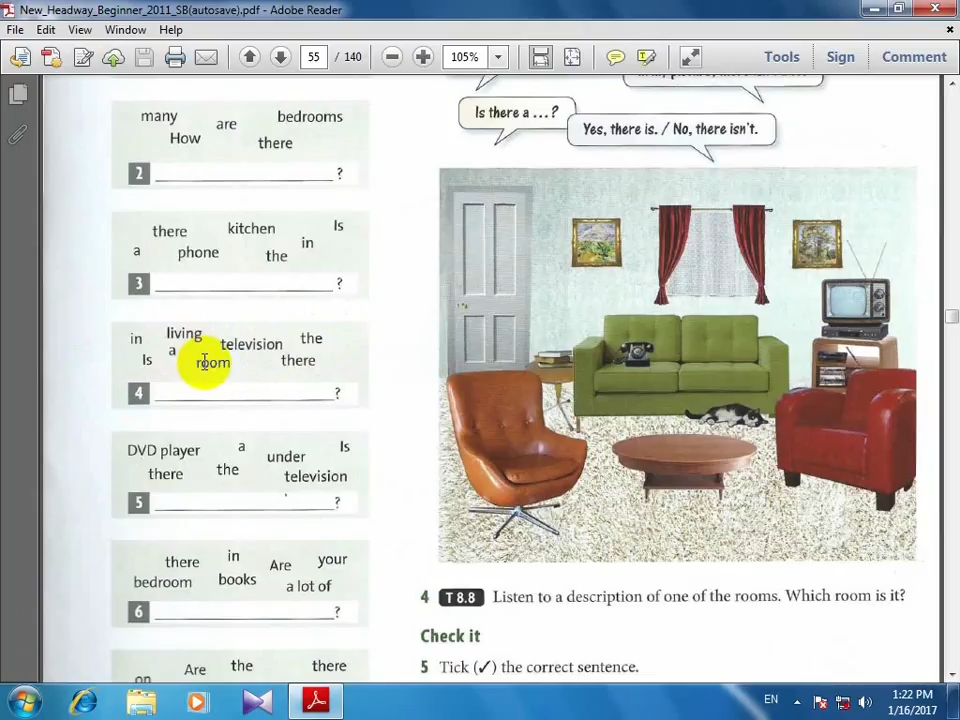 New_Headway_Beginner_2011_SB(autosave).pdf - Adobe Reader
File Edit View Window Help
55 / 140 105% Tools Sign Comment
Is there a ...?
Yes, there is. / No, there isn't.
many are bedrooms
How there
2 ?
there kitchen Is
a phone the in
3 ?
in living television the
Is a room there
4 ?
DVD player a under Is
there the television
5 ?
there in Are your
bedroom books a lot of
6 ?
Are the there
on
4 T 8.8 Listen to a description of one of the rooms. Which room is it?
Check it
5 Tick (✓) the correct sentence.
EN 1:22 PM
1/16/2017